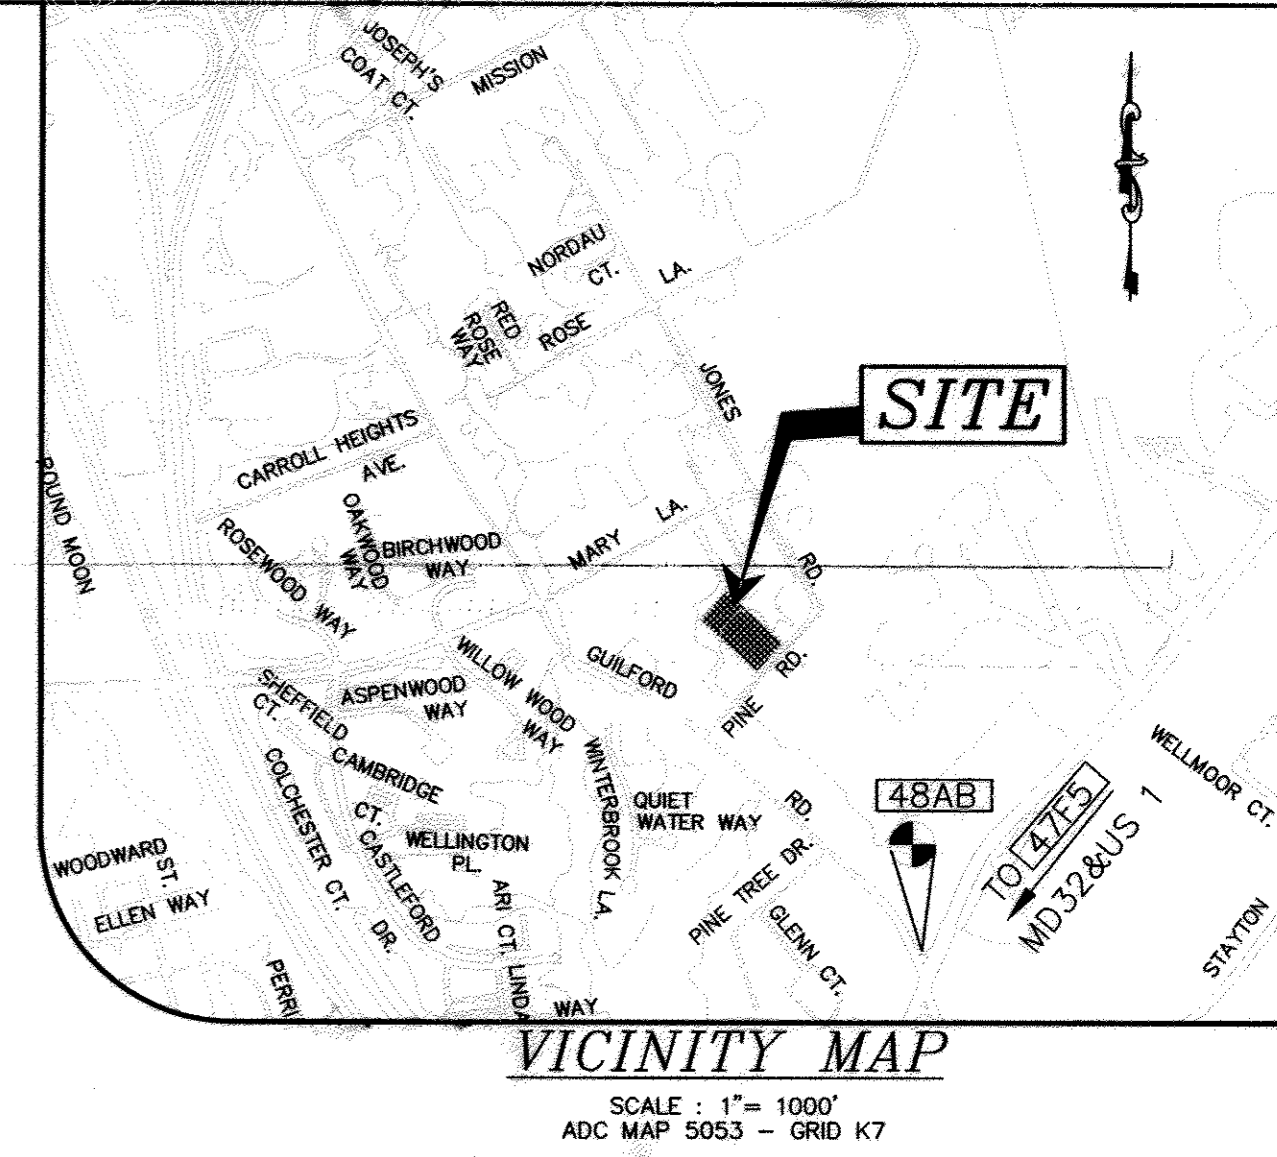 JOSEPH'S
COAT CT.
MISSION
NORDAU
CT.
LA.
RED
ROSE
WAY
ROSE
JONES
SITE
CARROLL HEIGHTS
AVE.
ROUND MOON
OAKWOOD
WAY
ROSEWOOD WAY
BIRCHWOOD
WAY
MARY LA.
RD.
GUILFORD
RD.
PINE
WILLOW WOOD
WAY
SHEFFIELD
CT.
ASPENWOOD
WAY
CAMBRIDGE
CT.
COLCHESTER CT.
WINTERBROOK LA.
QUIET
WATER WAY
RD.
48AB
TO 47F5
MD32&US 1
WELLMOOR CT.
WELLINGTON
PL.
CASTLEFORD
DR.
WOODWARD
ST.
ELLEN WAY
ARI CT.
PINE TREE DR.
GLENN CT.
STAYTON
PERRI
LINDA
WAY
VICINITY MAP
SCALE : 1"= 1000'
ADC MAP 5053 - GRID K7